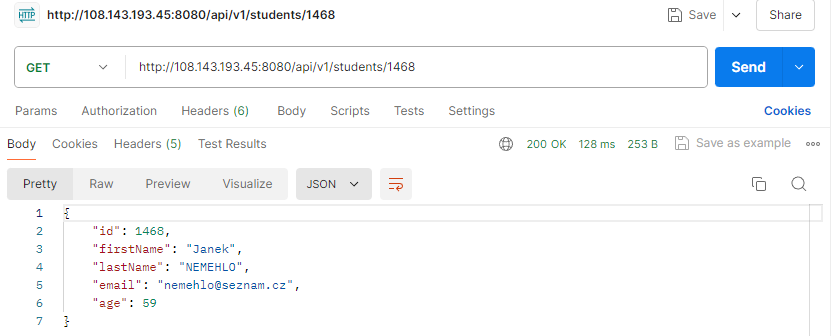 HTTP http://108.143.193.45:8080/api/v1/students/1468 Save Share
GET http://108.143.193.45:8080/api/v1/students/1468 Send
Params Authorization Headers (6) Body Scripts Tests Settings Cookies
Body Cookies Headers (5) Test Results 200 OK 128 ms 253 B Save as example
Pretty Raw Preview Visualize JSON
1 {
2 "id": 1468,
3 "firstName": "Janek",
4 "lastName": "NEMEHLO",
5 "email": "nemehlo@seznam.cz",
6 "age": 59
7 }